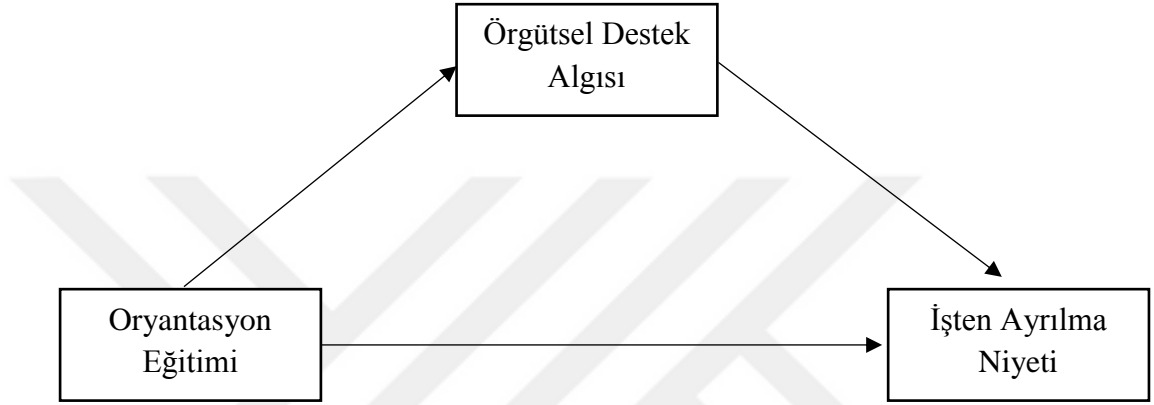 Örgütsel Destek
Algısı
Oryantasyon
Eğitimi
İşten Ayrılma
Niyeti